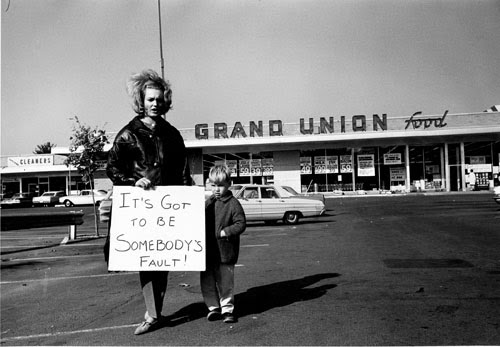 GRAND UNION food
CLEANERS
IT'S GOT
TO BE
SOMEBODY'S
FAULT!